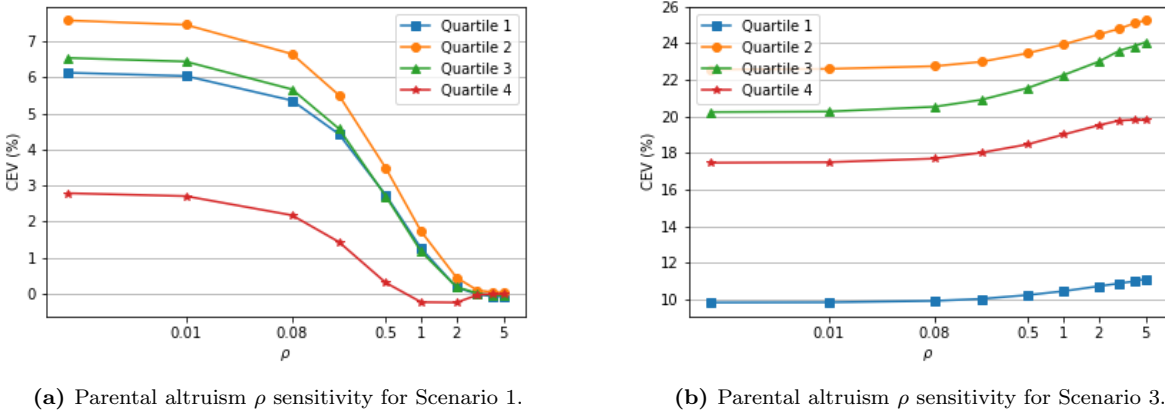 7
6
5
4
3
2
1
0
CEV (%)
0.01 0.08 0.5 1 2 5
ρ
Quartile 1
Quartile 2
Quartile 3
Quartile 4
(a) Parental altruism ρ sensitivity for Scenario 1.
26
24
22
20
18
16
14
12
10
CEV (%)
0.01 0.08 0.5 1 2 5
ρ
Quartile 1
Quartile 2
Quartile 3
Quartile 4
(b) Parental altruism ρ sensitivity for Scenario 3.